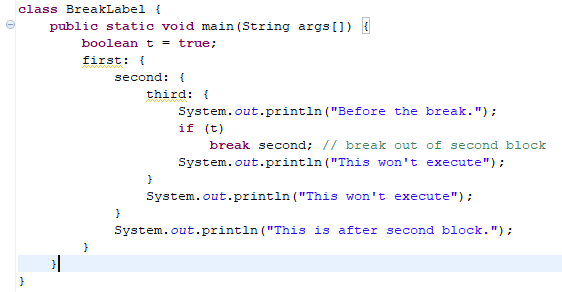 class BreakLabel {
    public static void main(String args[]) {
        boolean t = true;
        first: {
            second: {
                third: {
                    System.out.println("Before the break.");
                    if (t)
                        break second; // break out of second block
                    System.out.println("This won't execute");
                }
                System.out.println("This won't execute");
            }
            System.out.println("This is after second block.");
        }
    }
}